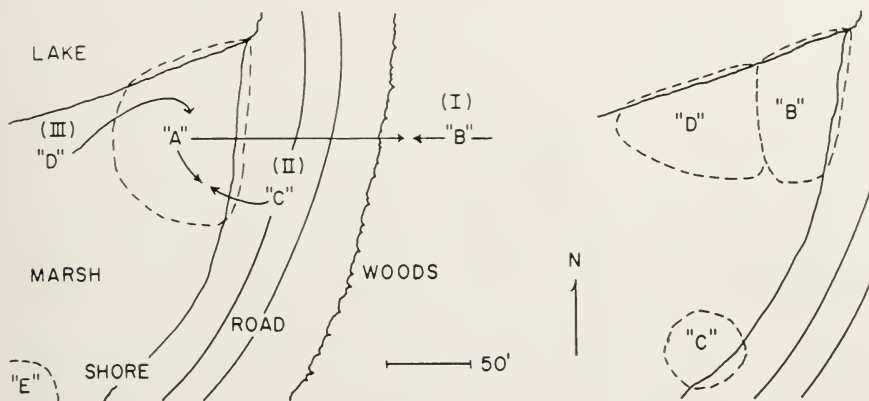 LAKE
(III)
"D"
"A"
(I)
"B"
(II)
"C"
MARSH
WOODS
ROAD
"E"
SHORE
50'
N
"D"
"B"
"C"